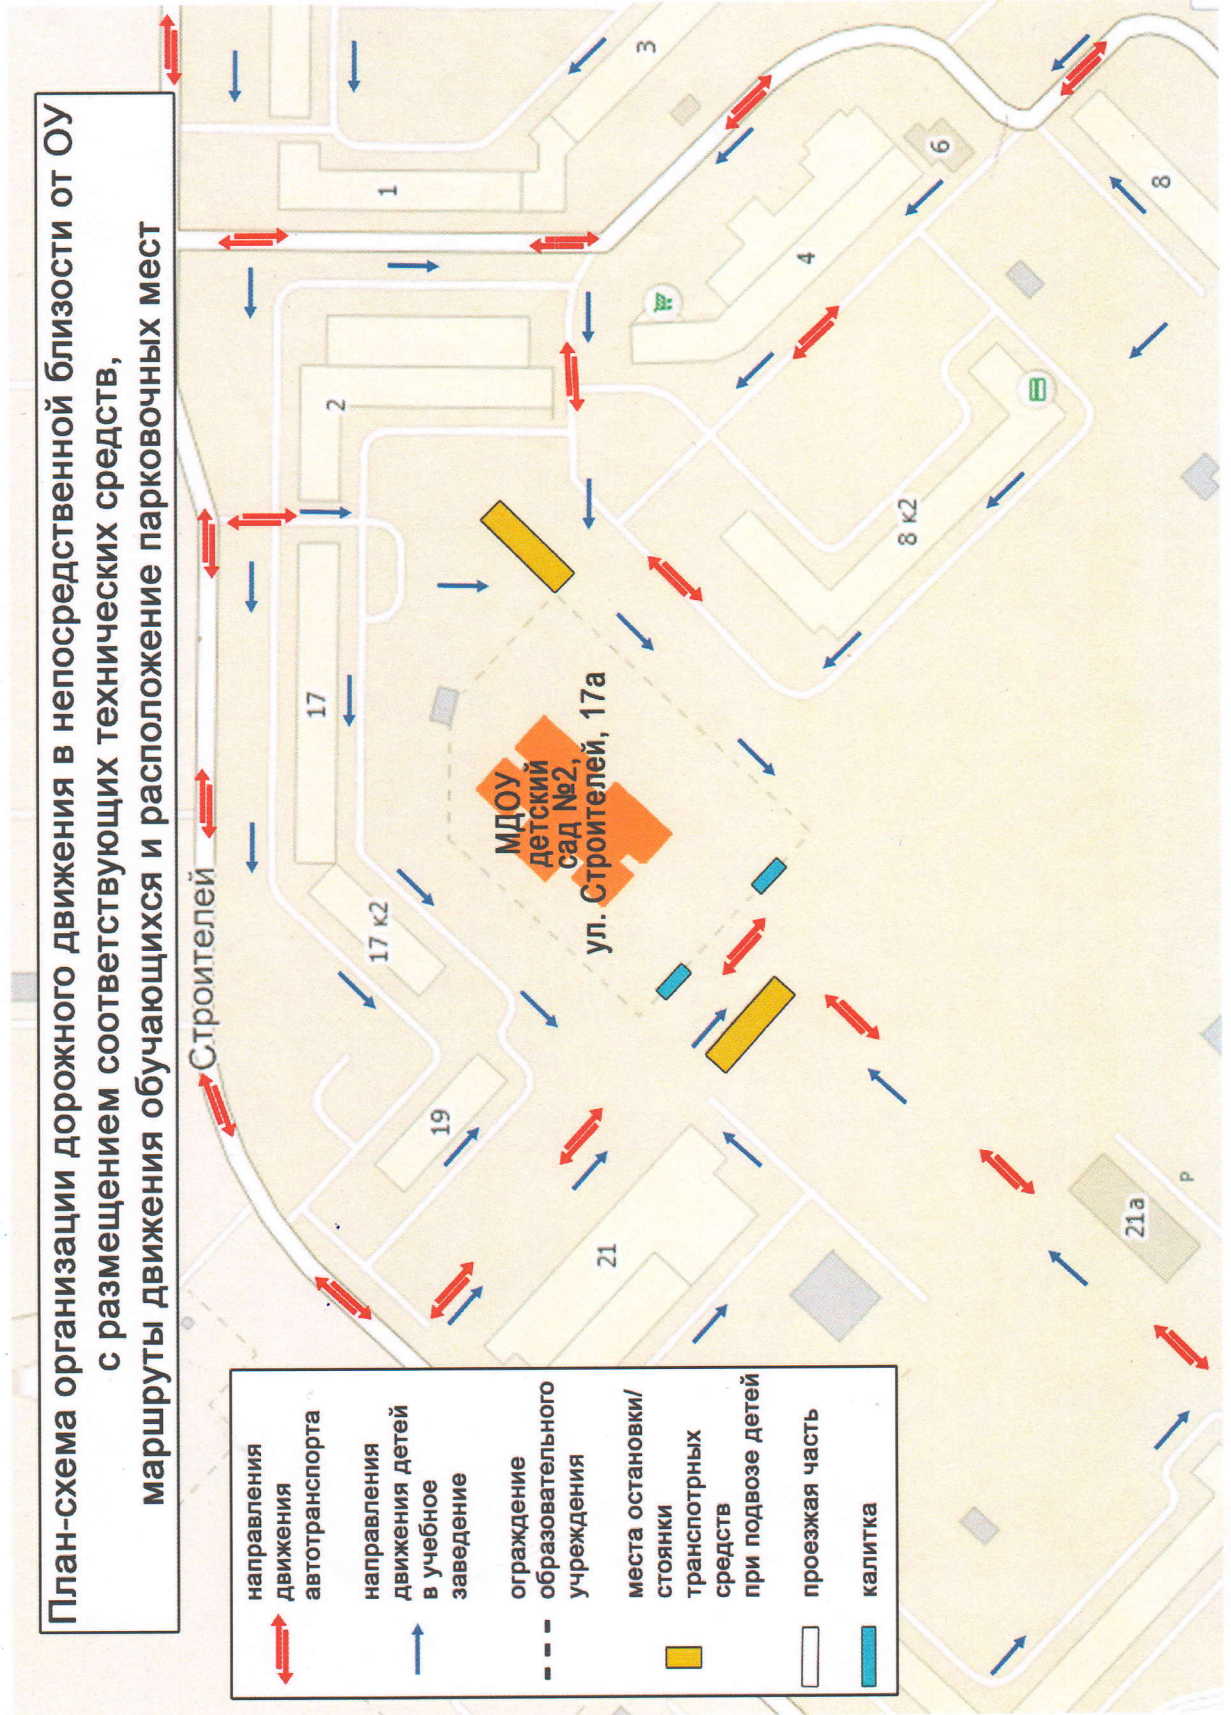 План-схема организации дорожного движения в непосредственной близости от ОУ
с размещением соответствующих технических средств,
маршруты движения обучающихся и расположение парковочных мест
Строителей
1
3
2
17
17 к2
19
21
4
6
8
8 к2
21а
Р
МДОУ
детский
сад №2,
ул. Строителей, 17а
направления
движения
автотранспорта
направления
движения детей
в учебное
заведение
ограждение
образовательного
учреждения
места остановки/
стоянки
транспотрных
средств
при подвозе детей
проезжая часть
калитка